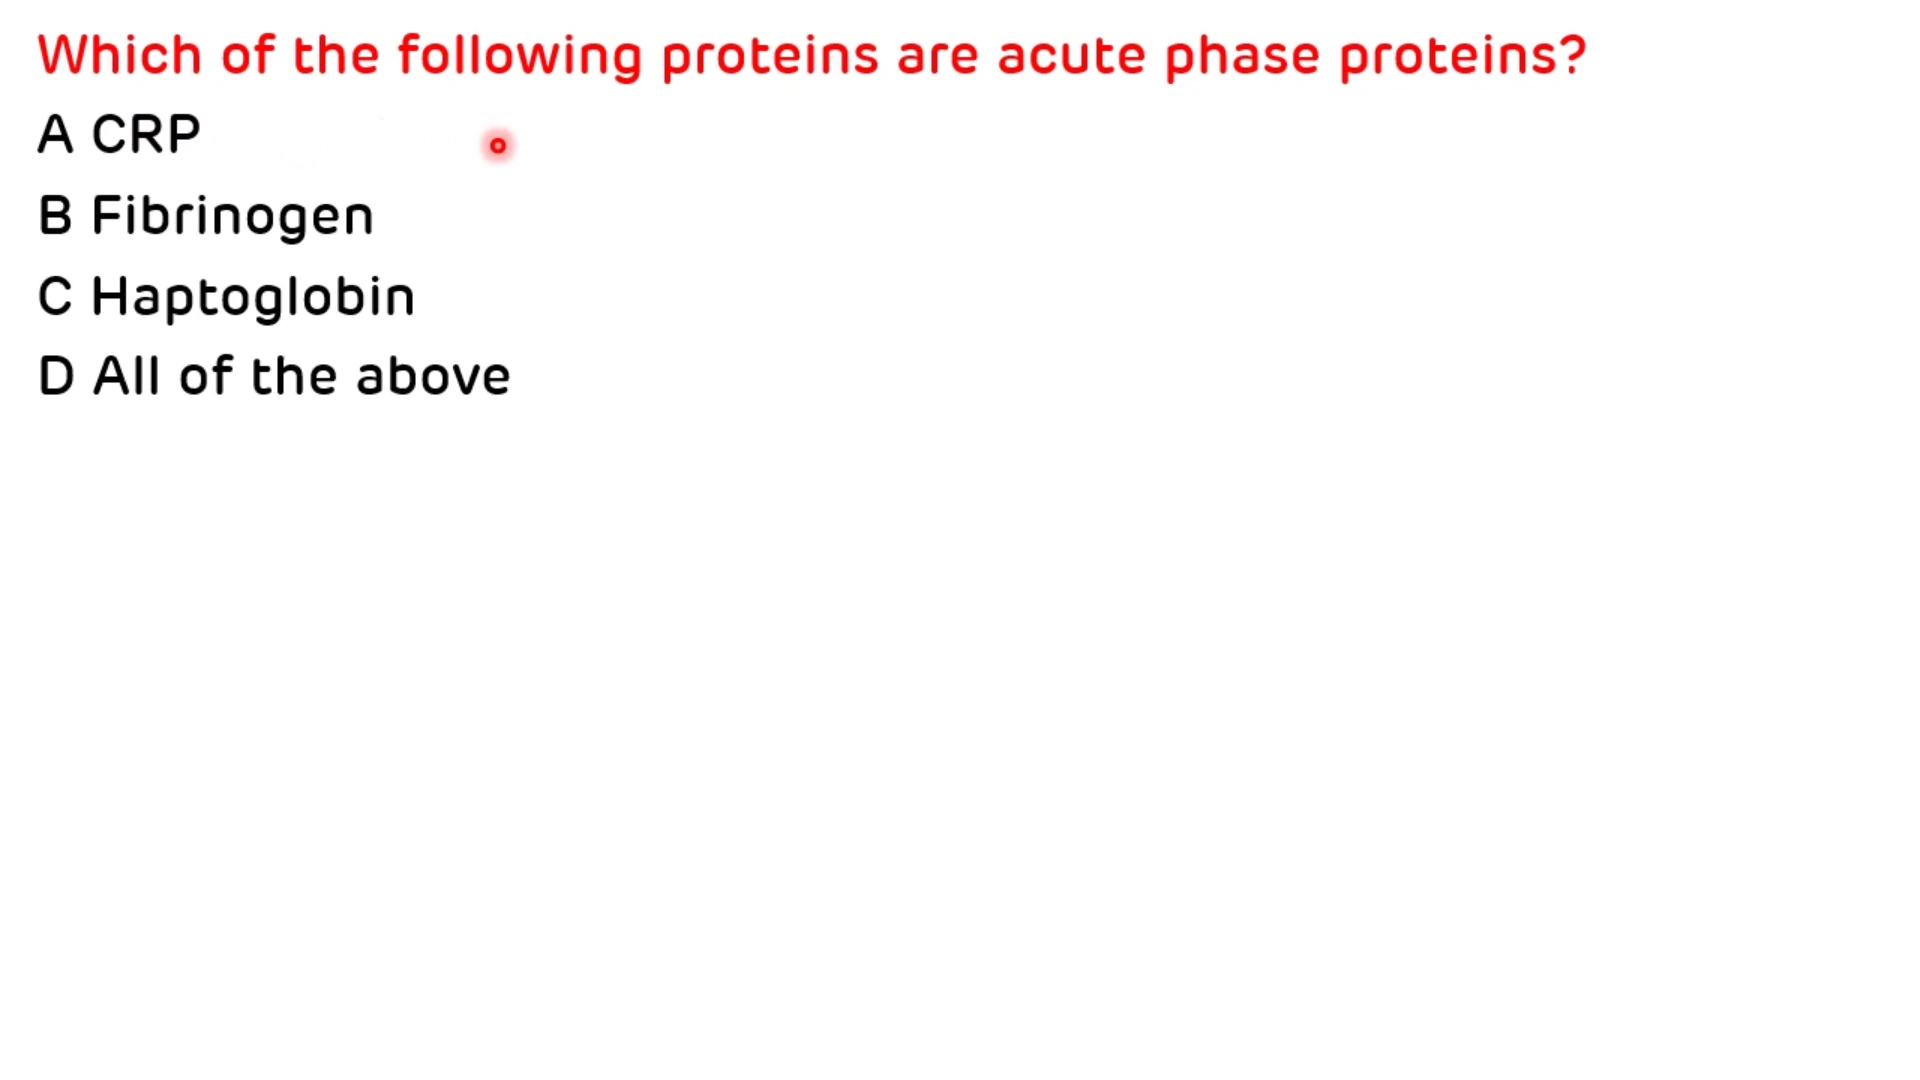 Which of the following proteins are acute phase proteins?
A CRP
B Fibrinogen
C Haptoglobin
D All of the above